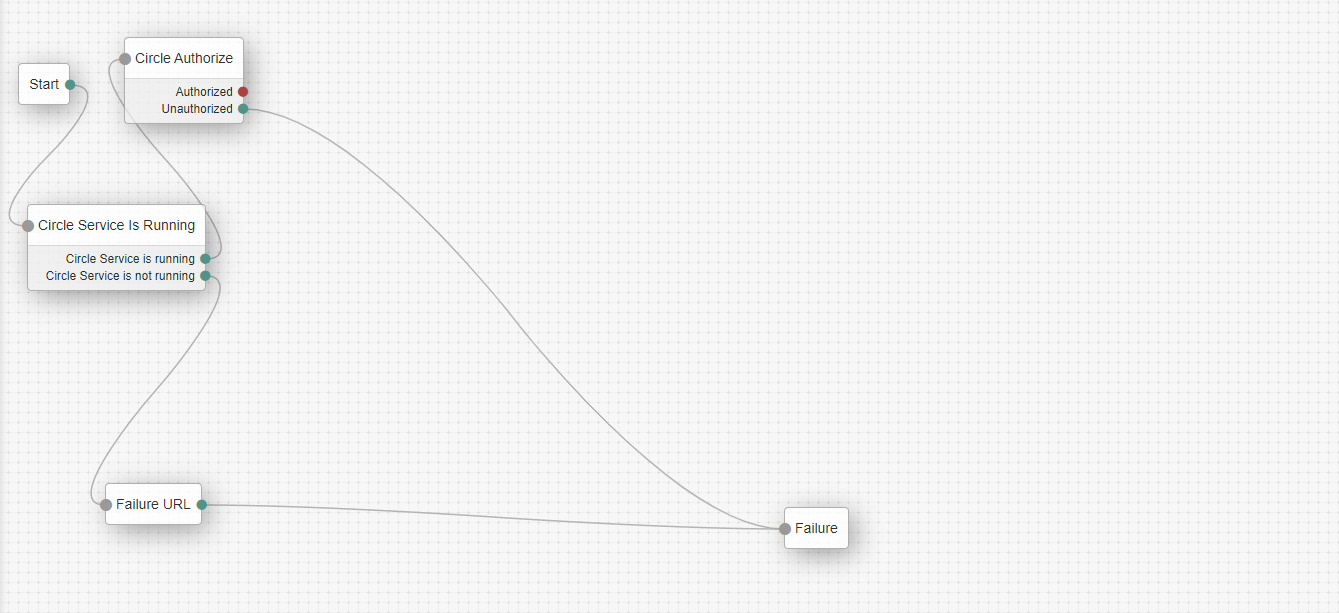 Circle Authorize
Start
Authorized
Unauthorized
Circle Service Is Running
Circle Service is running
Circle Service is not running
Failure URL
Failure